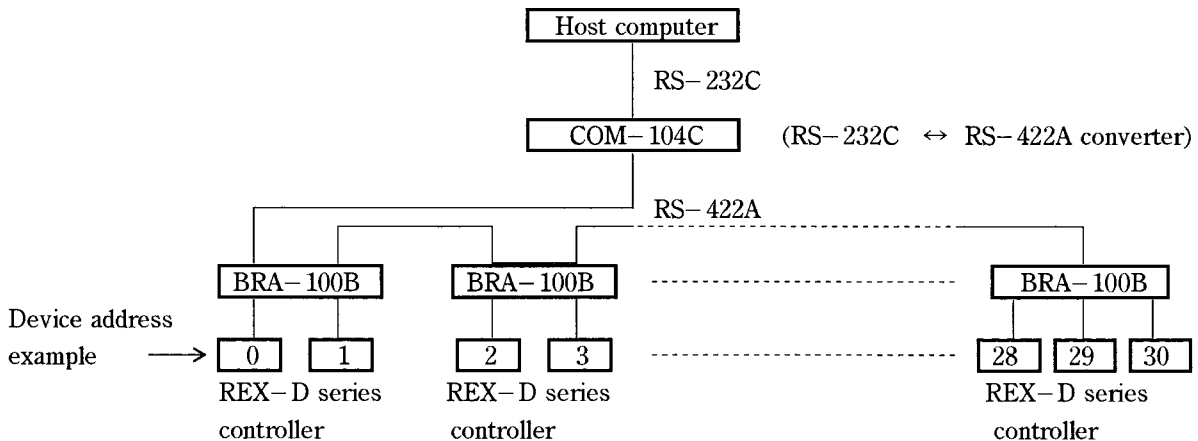 Host computer
RS-232C
COM-104C (RS-232C ↔ RS-422A converter)
RS-422A
BRA-100B BRA-100B BRA-100B
Device address
example → 0 1 2 3 28 29 30
REX-D series REX-D series REX-D series
controller controller controller